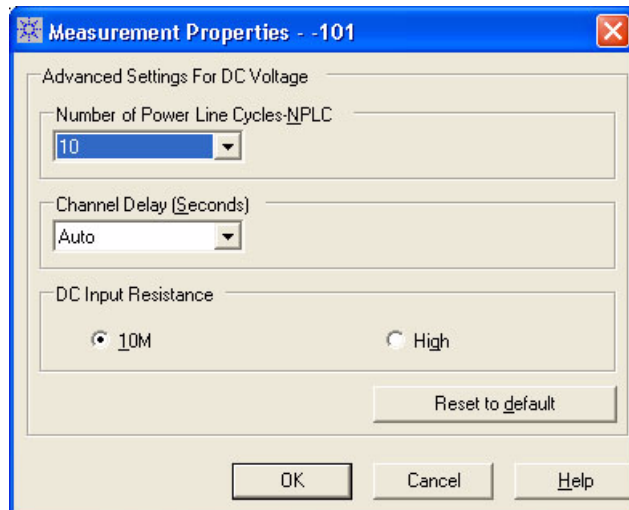 Measurement Properties - -101
Advanced Settings For DC Voltage
Number of Power Line Cycles-NPLC
10
Channel Delay (Seconds)
Auto
DC Input Resistance
10M
High
Reset to default
OK
Cancel
Help